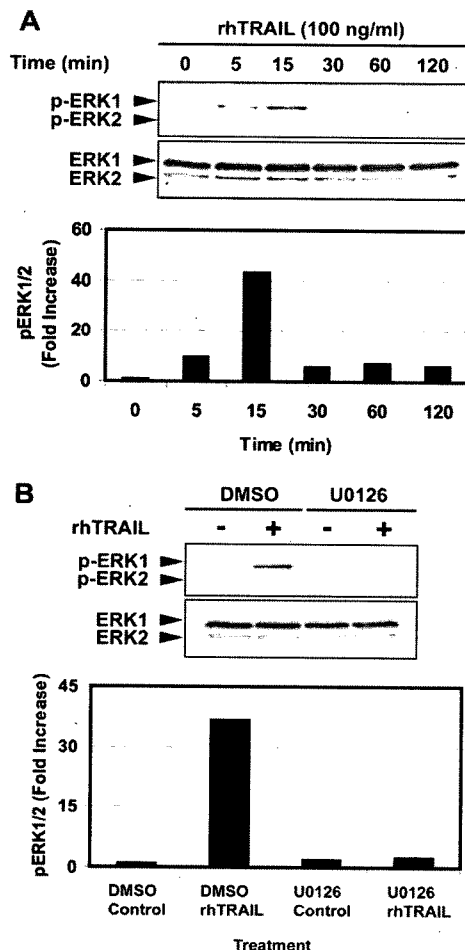 A
rhTRAIL (100 ng/ml)
Time (min) 0 5 15 30 60 120
p-ERK1
p-ERK2
ERK1
ERK2
pERK1/2
(Fold Increase)
60
40
20
0
0 5 15 30 60 120
Time (min)
B
DMSO U0126
rhTRAIL - + - +
p-ERK1
p-ERK2
ERK1
ERK2
pERK1/2 (Fold Increase)
45
30
15
0
DMSO DMSO U0126 U0126
Control rhTRAIL Control rhTRAIL
Treatment